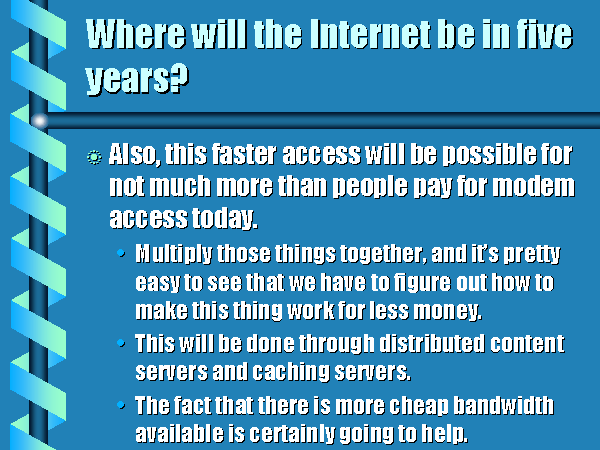 Where will the Internet be in five
years?
Also, this faster access will be possible for
not much more than people pay for modem
access today.
Multiply those things together, and it's pretty
easy to see that we have to figure out how to
make this thing work for less money.
This will be done through distributed content
servers and caching servers.
The fact that there is more cheap bandwidth
available is certainly going to help.